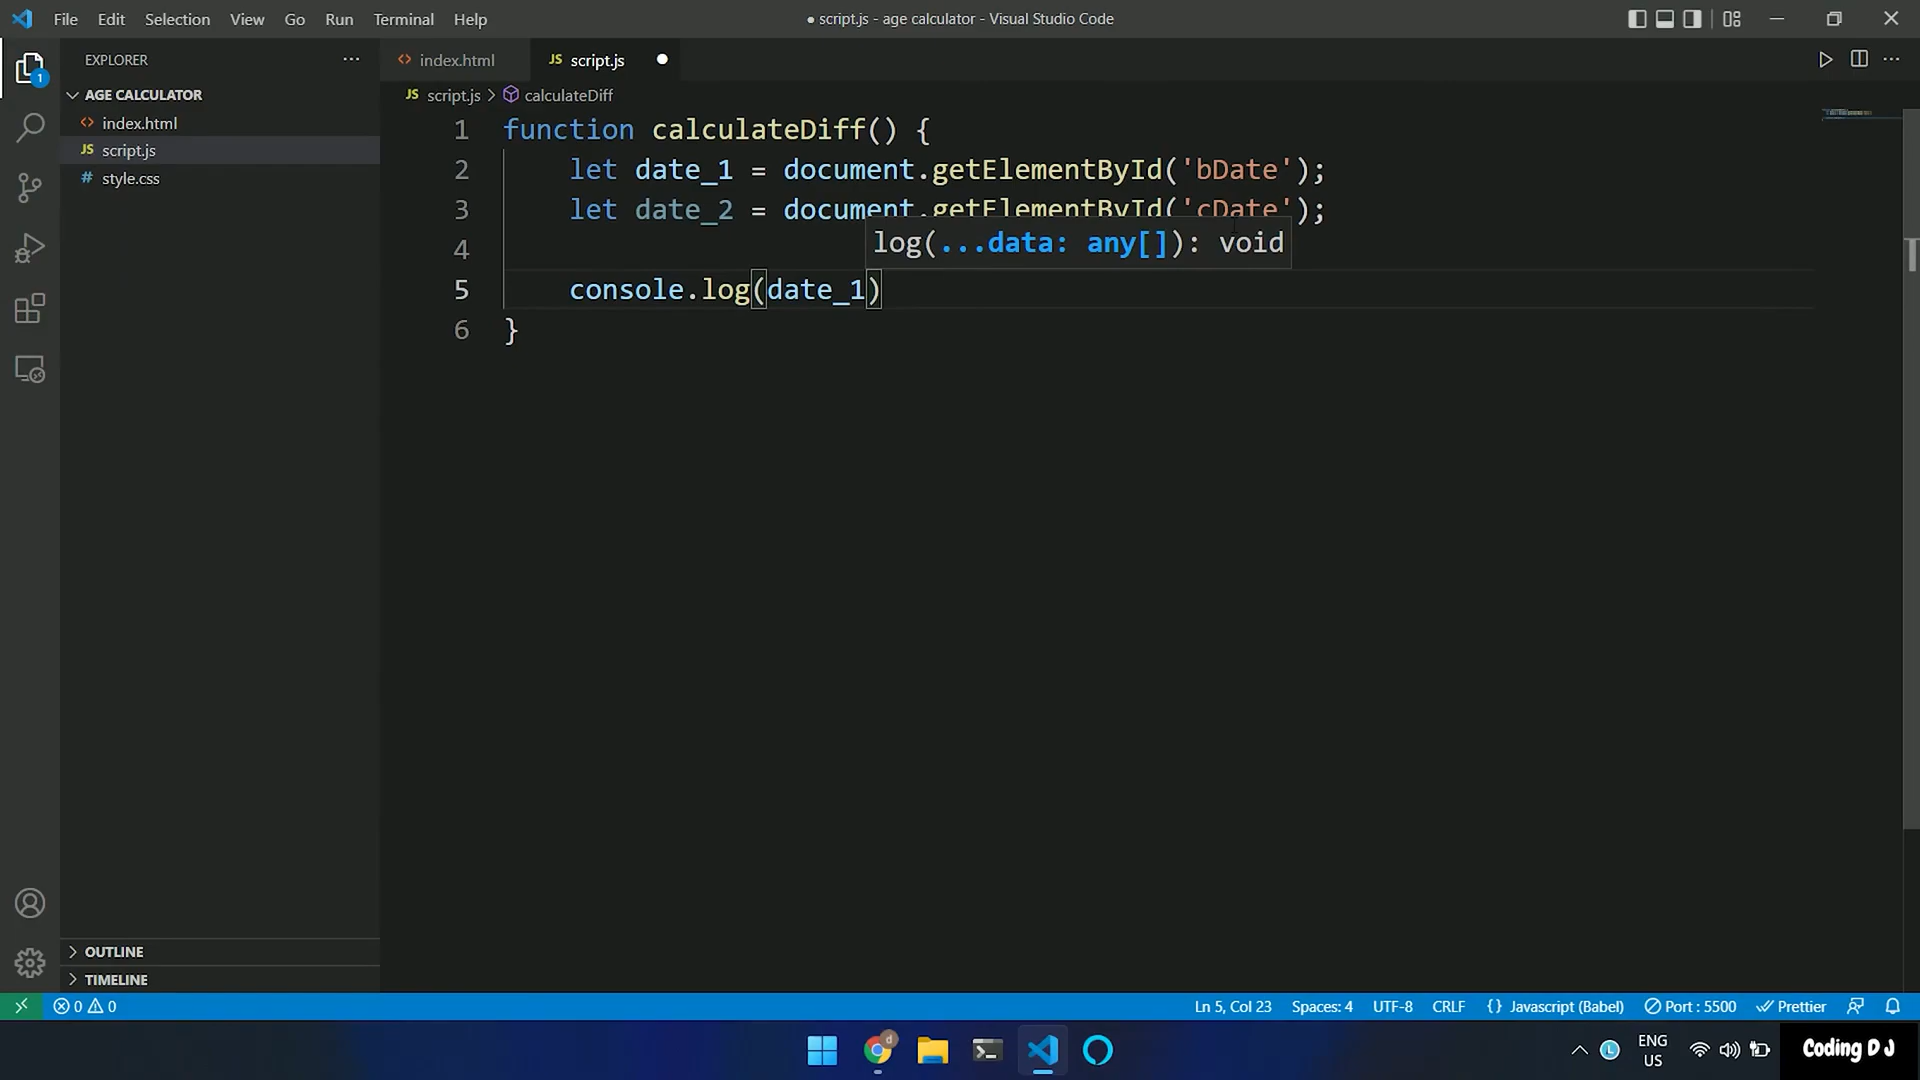 File Edit Selection View Go Run Terminal Help
● script.js - age calculator - Visual Studio Code
EXPLORER
1
AGE CALCULATOR
index.html
JS script.js
# style.css
OUTLINE
TIMELINE
index.html
JS script.js
JS script.js > calculateDiff
1 function calculateDiff() {
2 let date_1 = document.getElementById('bDate');
3 let date_2 = document.getElementById('cDate');
4
log(...data: any[]): void
5 console.log(date_1)
6 }
0 0
Ln 5, Col 23 Spaces: 4 UTF-8 CRLF {} Javascript (Babel) Port : 5500 Prettier
d
L
ENG
US
Coding D J